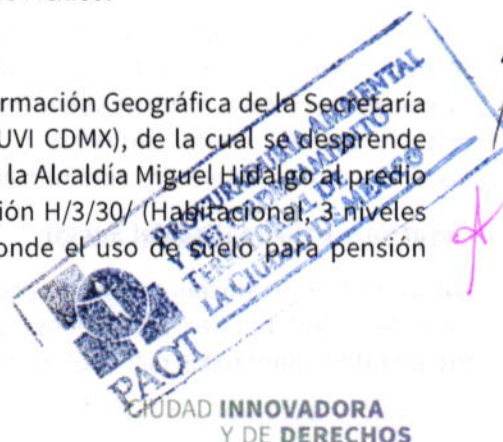 rmación Geográfica de la Secretaría
UVI CDMX), de la cual se desprende
la Alcaldía Miguel Hidalgo al predio
ión H/3/30/ (Habitacional, 3 niveles
onde el uso de suelo para pensión
PROCURADURIA AMBIENTAL
Y DEL ORDENAMIENTO
TERRITORIAL DE
LA CIUDAD DE MEXICO
PAOT
CIUDAD INNOVADORA
Y DE DERECHOS